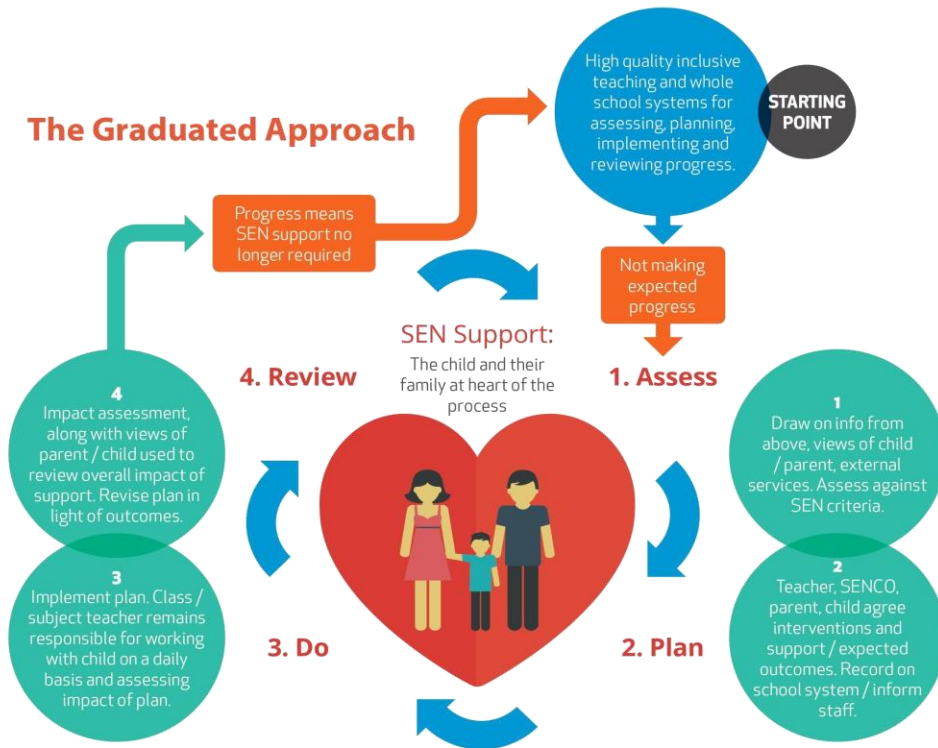 The Graduated Approach
High quality inclusive
teaching and whole
school systems for
assessing, planning,
implementing and
reviewing progress.
STARTING
POINT
Progress means
SEN support no
longer required
Not making
expected
progress
SEN Support:
The child and their
family at heart of the
process
4. Review
1. Assess
4
Impact assessment,
along with views of
parent / child used to
review overall impact of
support. Revise plan in
light of outcomes.
1
Draw on info from
above, views of child
/ parent, external
services. Assess against
SEN criteria.
3
Implement plan. Class /
subject teacher remains
responsible for working
with child on a daily
basis and assessing
impact of plan.
2
Teacher, SENCO,
parent, child agree
interventions and
support / expected
outcomes. Record on
school system / inform
staff.
3. Do
2. Plan